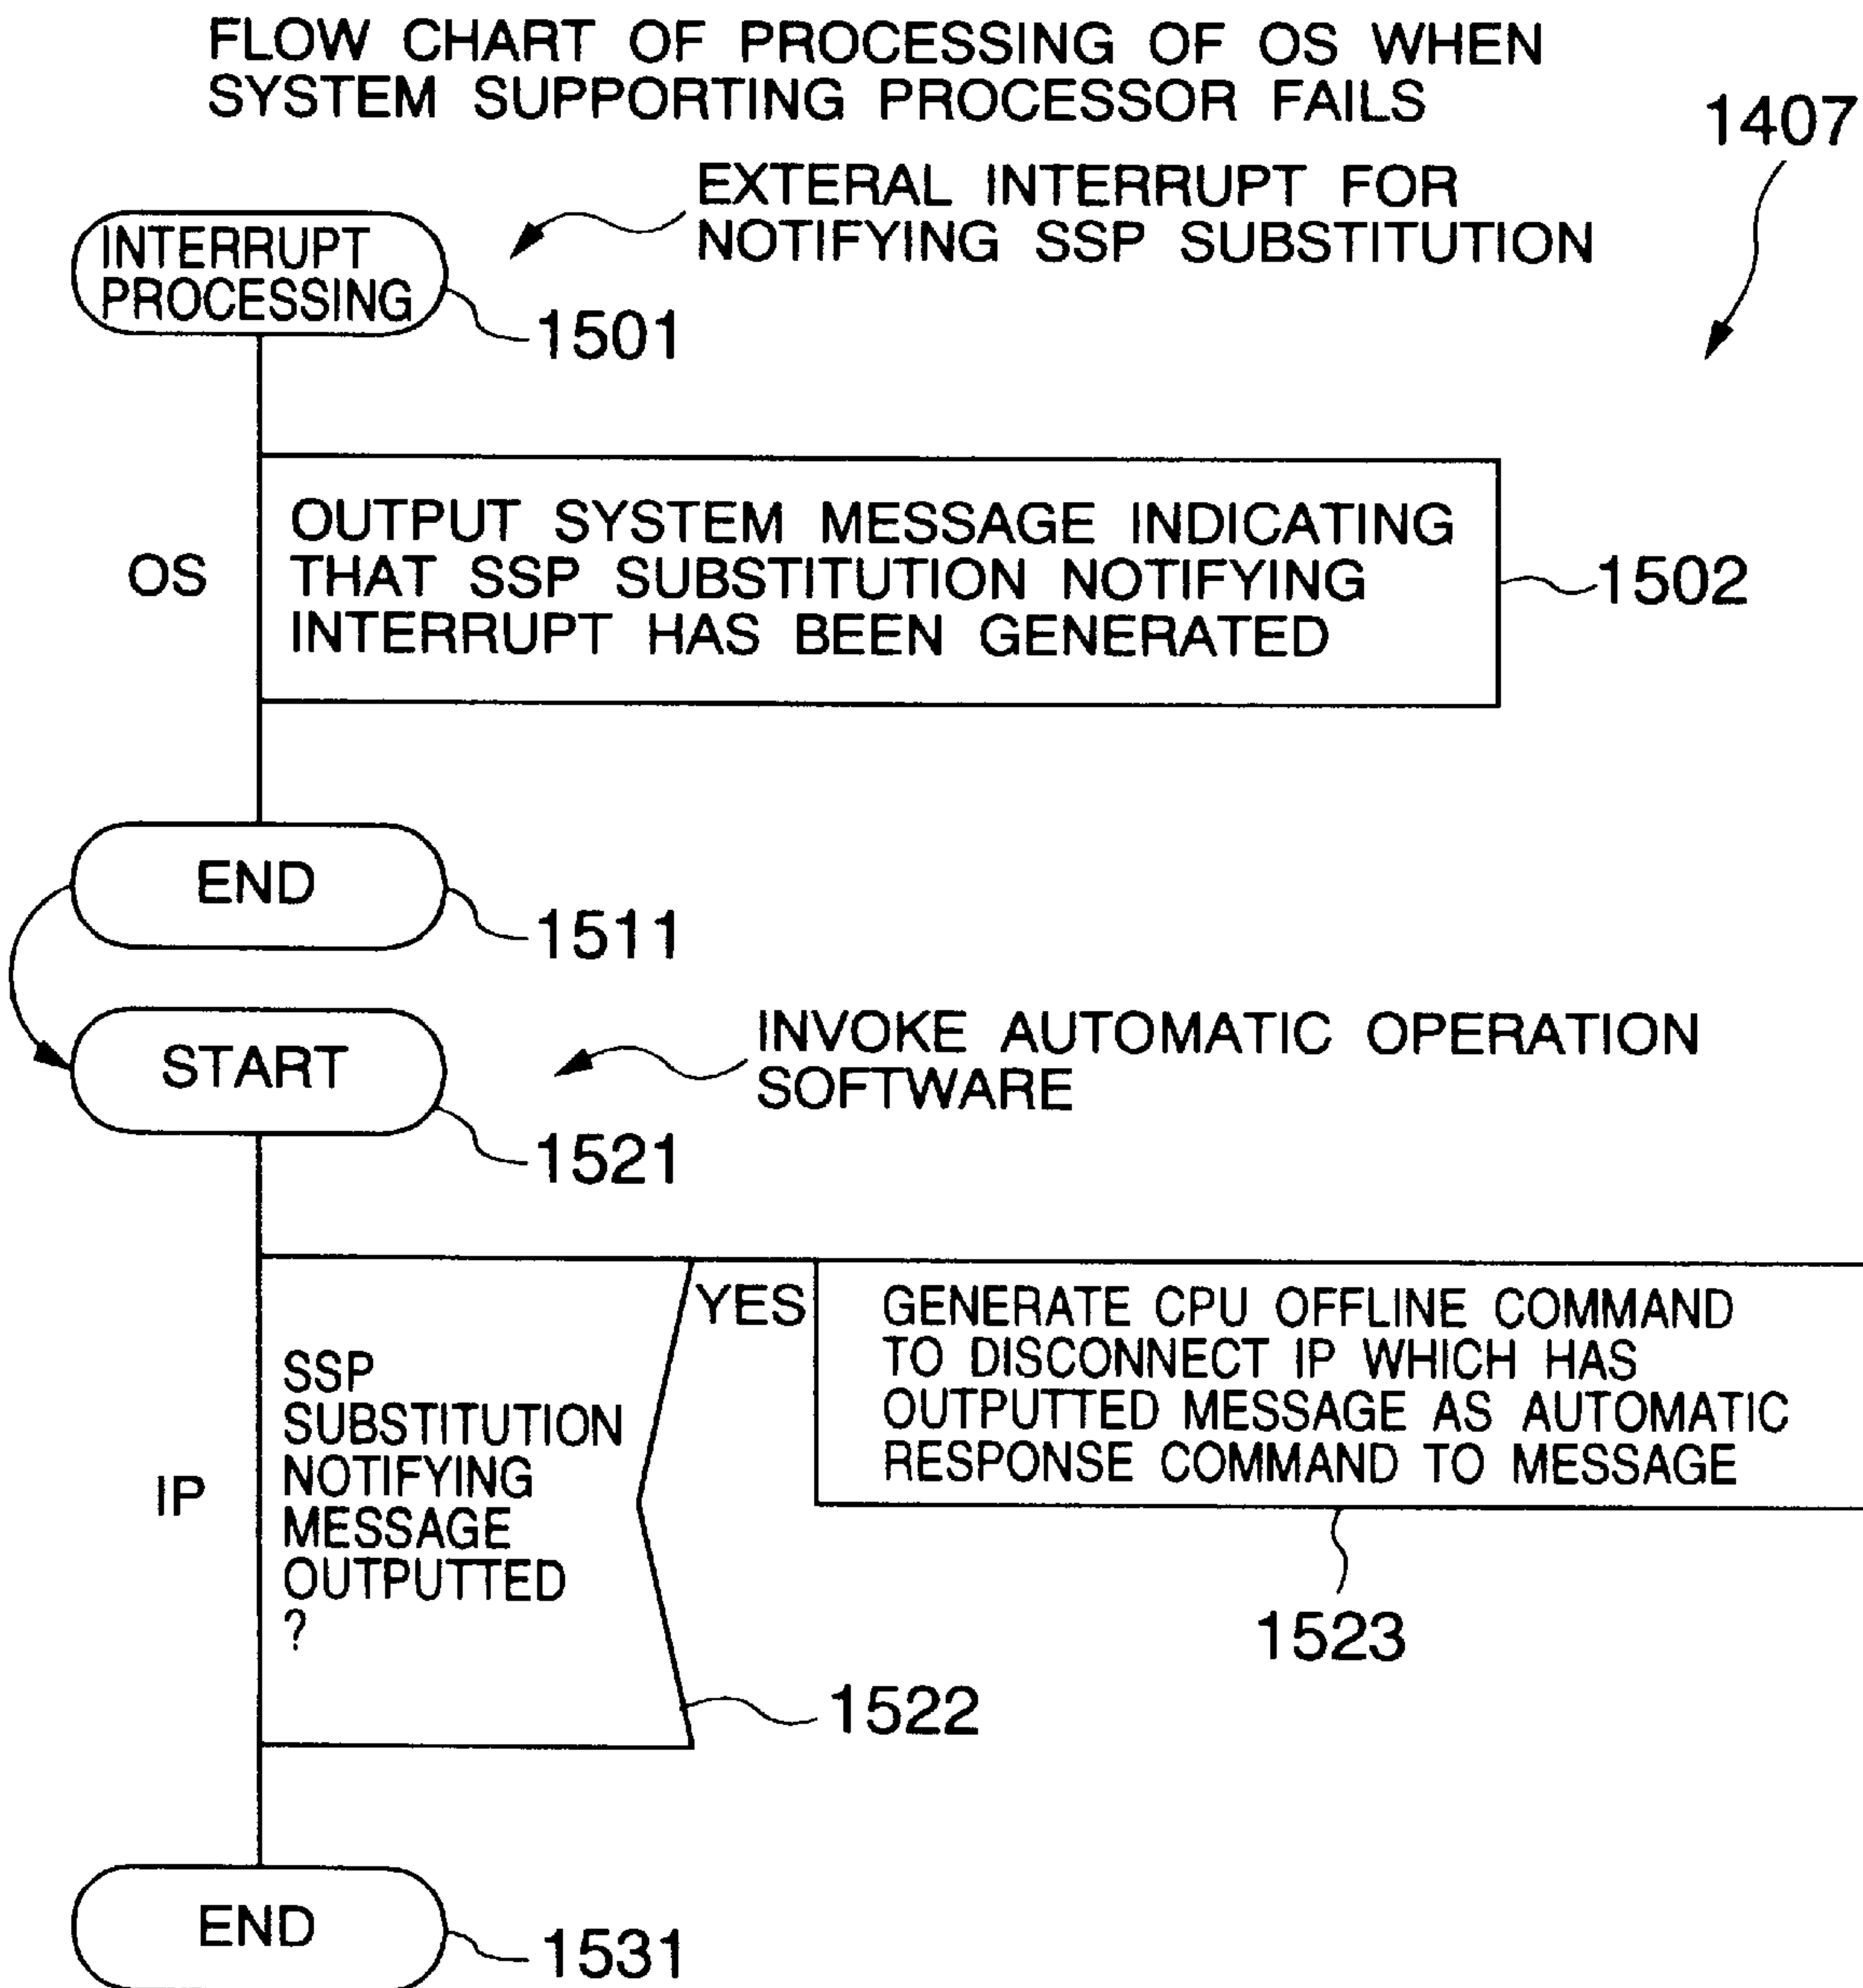 FLOW CHART OF PROCESSING OF OS WHEN
SYSTEM SUPPORTING PROCESSOR FAILS
1407
EXTERAL INTERRUPT FOR
NOTIFYING SSP SUBSTITUTION
INTERRUPT
PROCESSING
1501
OS
OUTPUT SYSTEM MESSAGE INDICATING
THAT SSP SUBSTITUTION NOTIFYING
INTERRUPT HAS BEEN GENERATED
1502
END
1511
START
INVOKE AUTOMATIC OPERATION
SOFTWARE
1521
IP
SSP
SUBSTITUTION
NOTIFYING
MESSAGE
OUTPUTTED
?
YES
GENERATE CPU OFFLINE COMMAND
TO DISCONNECT IP WHICH HAS
OUTPUTTED MESSAGE AS AUTOMATIC
RESPONSE COMMAND TO MESSAGE
1523
1522
END
1531